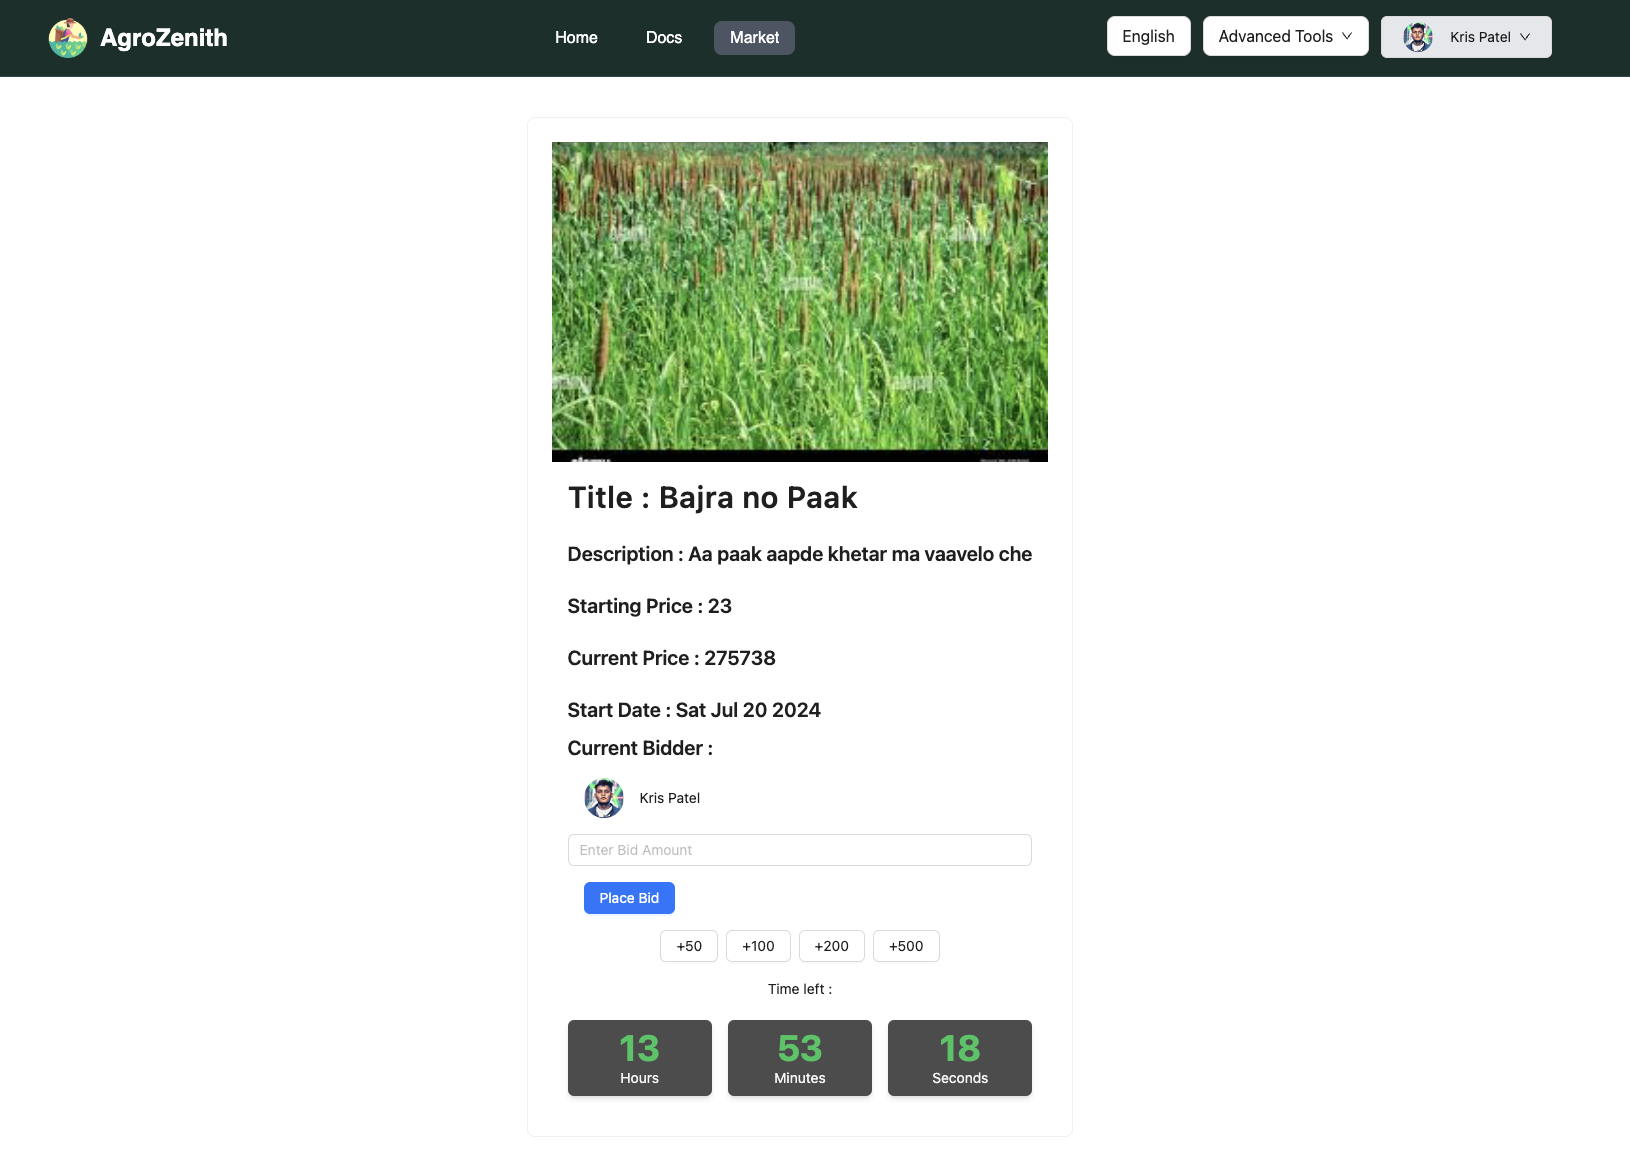 AgroZenith
Home
Docs
Market
English
Advanced Tools
Kris Patel
Title : Bajra no Paak
Description : Aa paak aapde khetar ma vaavelo che
Starting Price : 23
Current Price : 275738
Start Date : Sat Jul 20 2024
Current Bidder :
Kris Patel
Enter Bid Amount
Place Bid
+50
+100
+200
+500
Time left :
13
Hours
53
Minutes
18
Seconds